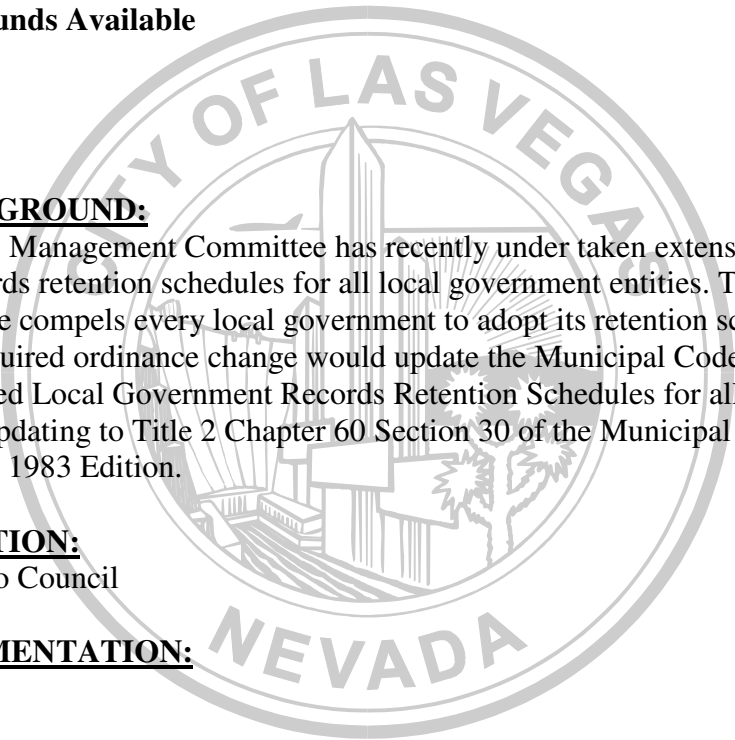 unds Available
CITY OF LAS VEGAS
GROUND:
Management Committee has recently under taken extens
rds retention schedules for all local government entities. T
e compels every local government to adopt its retention sc
uired ordinance change would update the Municipal Code
ed Local Government Records Retention Schedules for all
pdating to Title 2 Chapter 60 Section 30 of the Municipal
1983 Edition.
TION:
o Council
MENTATION:
NEVADA